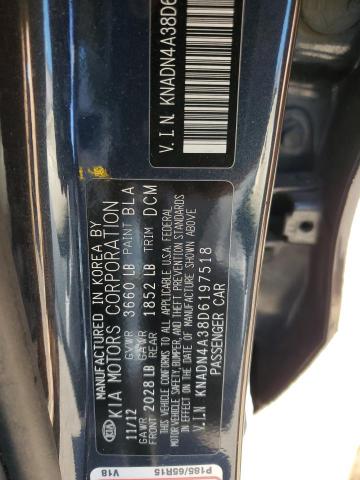 V.I.N KNADN4A38D6
MANUFACTURED IN KOREA BY
KIA KIA MOTORS CORPORATION
11/12 GVWR 3660 LB PAINT BLA
GAWR FRONT 2028 LB GAWR REAR 1852 LB TRIM DCM
THIS VEHICLE CONFORMS TO ALL APPLICABLE U.S.A. FEDERAL
MOTOR VEHICLE SAFETY, BUMPER, AND THEFT PREVENTION STANDARDS
IN EFFECT ON THE DATE OF MANUFACTURE SHOWN ABOVE
V.I.N KNADN4A38D6197518
PASSENGER CAR
P185/65R15
V18